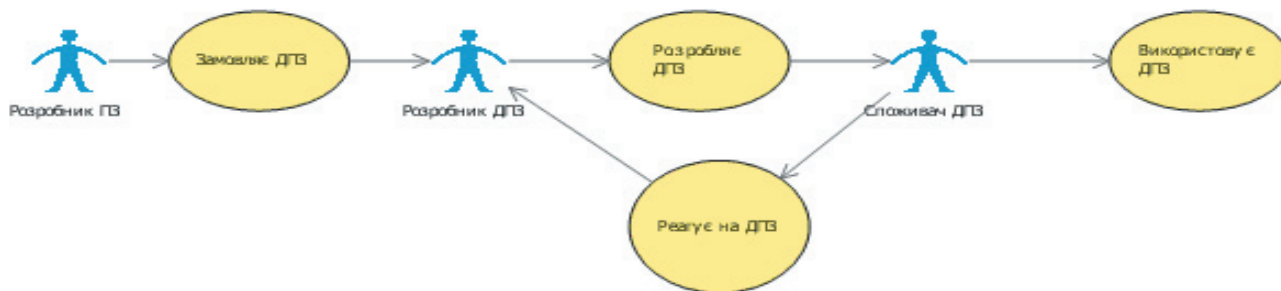 Замовляє ДПЗ
Розробляє
ДПЗ
Використовує
ДПЗ
Розробник ПЗ
Розробник ДПЗ
Споживач ДПЗ
Реагує на ДПЗ